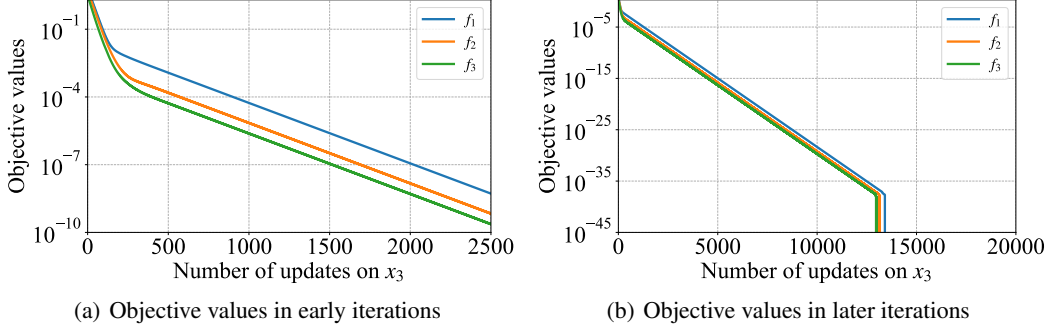 Objective values
10⁻¹
10⁻⁴
10⁻⁷
10⁻¹⁰
0 500 1000 1500 2000 2500
Number of updates on x₃
f₁
f₂
f₃
(a) Objective values in early iterations
Objective values
10⁻⁵
10⁻¹⁵
10⁻²⁵
10⁻³⁵
10⁻⁴⁵
0 5000 10000 15000 20000
Number of updates on x₃
f₁
f₂
f₃
(b) Objective values in later iterations